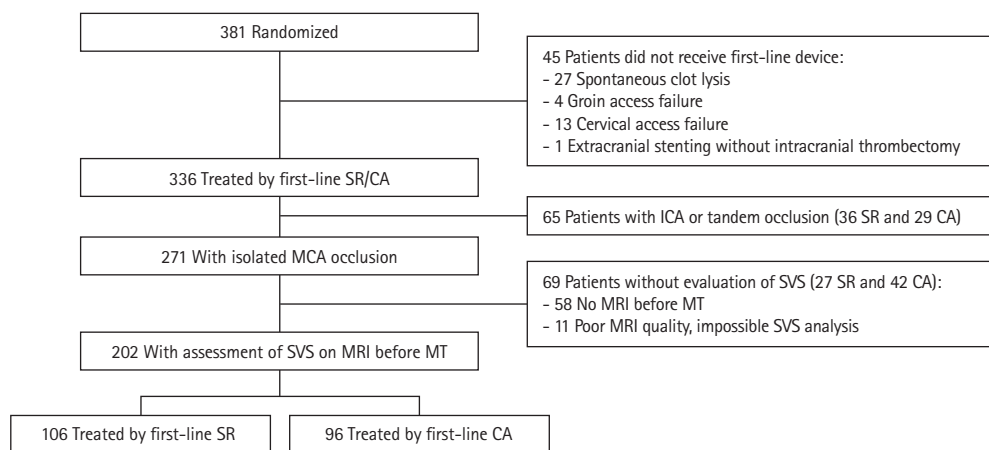 381 Randomized
45 Patients did not receive first-line device:
- 27 Spontaneous clot lysis
- 4 Groin access failure
- 13 Cervical access failure
- 1 Extracranial stenting without intracranial thrombectomy
336 Treated by first-line SR/CA
65 Patients with ICA or tandem occlusion (36 SR and 29 CA)
271 With isolated MCA occlusion
69 Patients without evaluation of SVS (27 SR and 42 CA):
- 58 No MRI before MT
- 11 Poor MRI quality, impossible SVS analysis
202 With assessment of SVS on MRI before MT
106 Treated by first-line SR
96 Treated by first-line CA